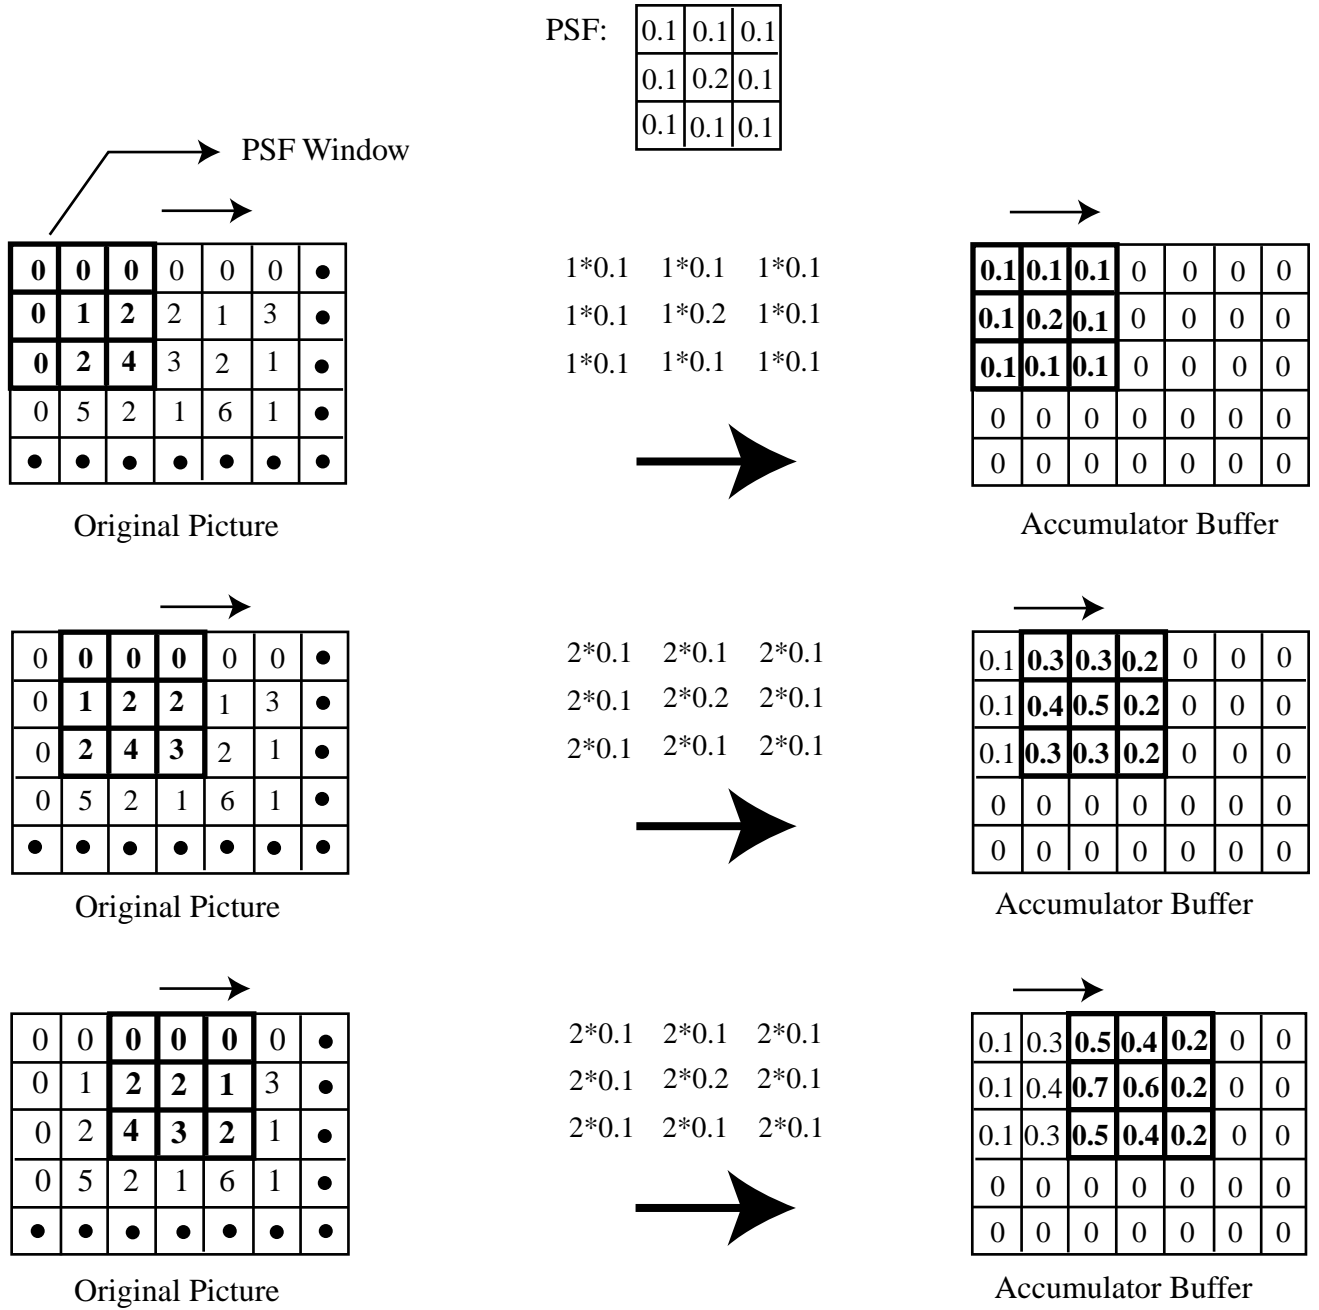 PSF:
0.1 0.1 0.1
0.1 0.2 0.1
0.1 0.1 0.1
PSF Window
0 0 0 0 0 0 •
0 1 2 2 1 3 •
0 2 4 3 2 1 •
0 5 2 1 6 1 •
• • • • • • •
Original Picture
1*0.1 1*0.1 1*0.1
1*0.1 1*0.2 1*0.1
1*0.1 1*0.1 1*0.1
0.1 0.1 0.1 0 0 0 0
0.1 0.2 0.1 0 0 0 0
0.1 0.1 0.1 0 0 0 0
0 0 0 0 0 0 0
0 0 0 0 0 0 0
Accumulator Buffer
0 0 0 0 0 0 •
0 1 2 2 1 3 •
0 2 4 3 2 1 •
0 5 2 1 6 1 •
• • • • • • •
Original Picture
2*0.1 2*0.1 2*0.1
2*0.1 2*0.2 2*0.1
2*0.1 2*0.1 2*0.1
0.1 0.3 0.3 0.2 0 0 0
0.1 0.4 0.5 0.2 0 0 0
0.1 0.3 0.3 0.2 0 0 0
0 0 0 0 0 0 0
0 0 0 0 0 0 0
Accumulator Buffer
0 0 0 0 0 0 •
0 1 2 2 1 3 •
0 2 4 3 2 1 •
0 5 2 1 6 1 •
• • • • • • •
Original Picture
2*0.1 2*0.1 2*0.1
2*0.1 2*0.2 2*0.1
2*0.1 2*0.1 2*0.1
0.1 0.3 0.5 0.4 0.2 0 0
0.1 0.4 0.7 0.6 0.2 0 0
0.1 0.3 0.5 0.4 0.2 0 0
0 0 0 0 0 0 0
0 0 0 0 0 0 0
Accumulator Buffer